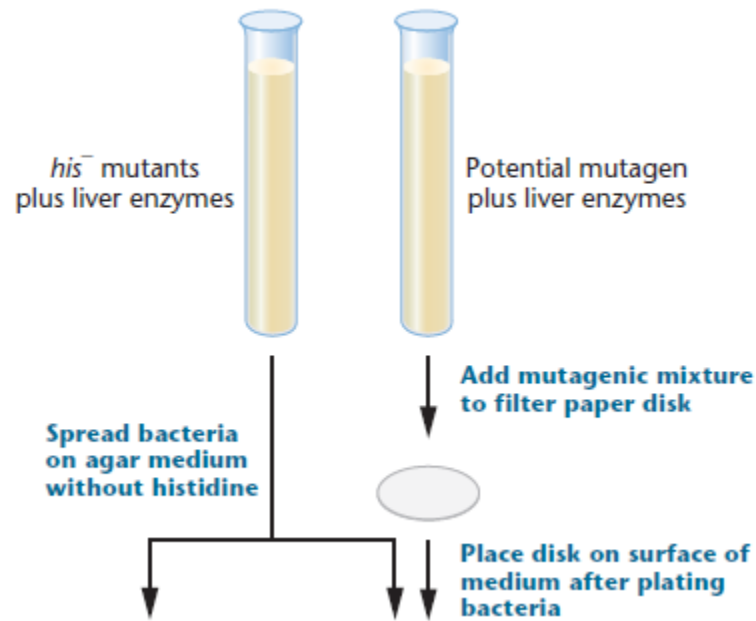 his⁻ mutants
plus liver enzymes
Potential mutagen
plus liver enzymes
Add mutagenic mixture
to filter paper disk
Spread bacteria
on agar medium
without histidine
Place disk on surface of
medium after plating
bacteria